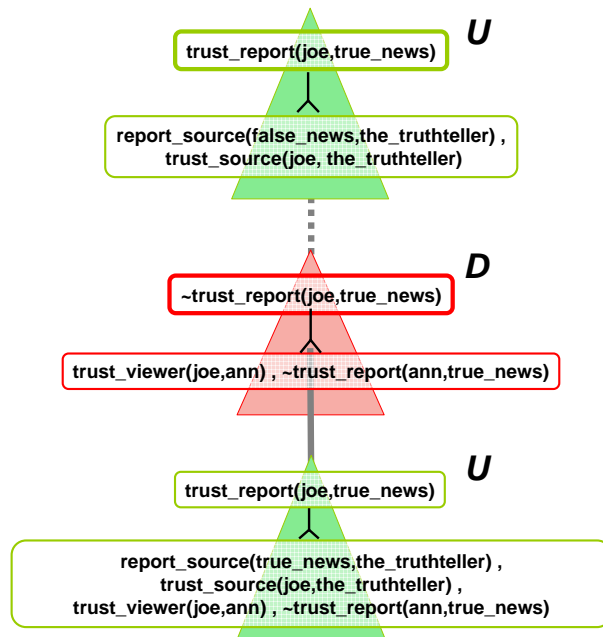 U
trust_report(joe,true_news)
report_source(false_news,the_truthteller) ,
trust_source(joe, the_truthteller)
D
~trust_report(joe,true_news)
trust_viewer(joe,ann) , ~trust_report(ann,true_news)
U
trust_report(joe,true_news)
report_source(true_news,the_truthteller) ,
trust_source(joe,the_truthteller) ,
trust_viewer(joe,ann) , ~trust_report(ann,true_news)